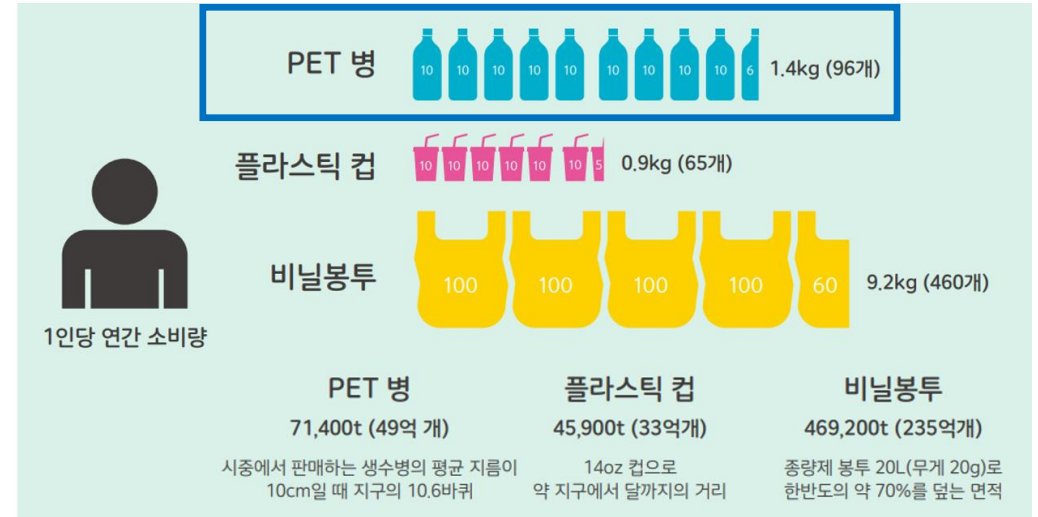 PET 병
10 10 10 10 10 10 10 10 10 6
1.4kg (96개)
플라스틱 컵
10 10 10 10 10 10 5
0.9kg (65개)
비닐봉투
100 100 100 100 60
9.2kg (460개)
1인당 연간 소비량
PET 병
71,400t (49억 개)
시중에서 판매하는 생수병의 평균 지름이
10cm일 때 지구의 10.6바퀴
플라스틱 컵
45,900t (33억개)
14oz 컵으로
약 지구에서 달까지의 거리
비닐봉투
469,200t (235억개)
종량제 봉투 20L(무게 20g)로
한반도의 약 70%를 덮는 면적